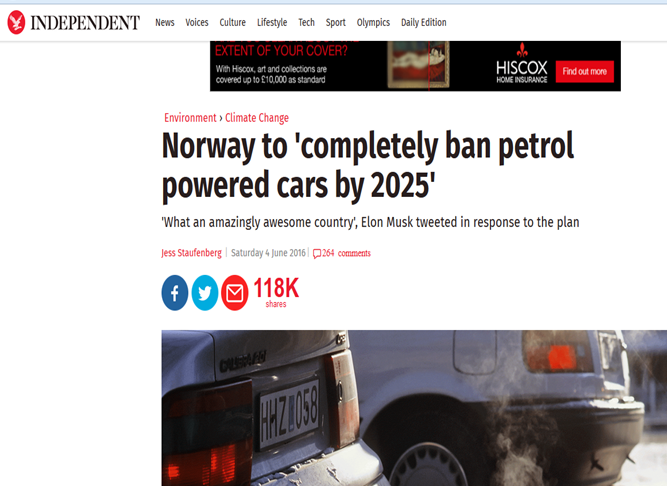 INDEPENDENT News Voices Culture Lifestyle Tech Sport Olympics Daily Edition
EXTENT OF YOUR COVER?
With Hiscox, art and collections are
covered up to £10,000 as standard
HISCOX
HOME INSURANCE
Find out more
Environment › Climate Change
Norway to 'completely ban petrol
powered cars by 2025'
'What an amazingly awesome country', Elon Musk tweeted in response to the plan
Jess Staufenberg | Saturday 4 June 2016 | 264 comments
118K
shares
HHZ 058